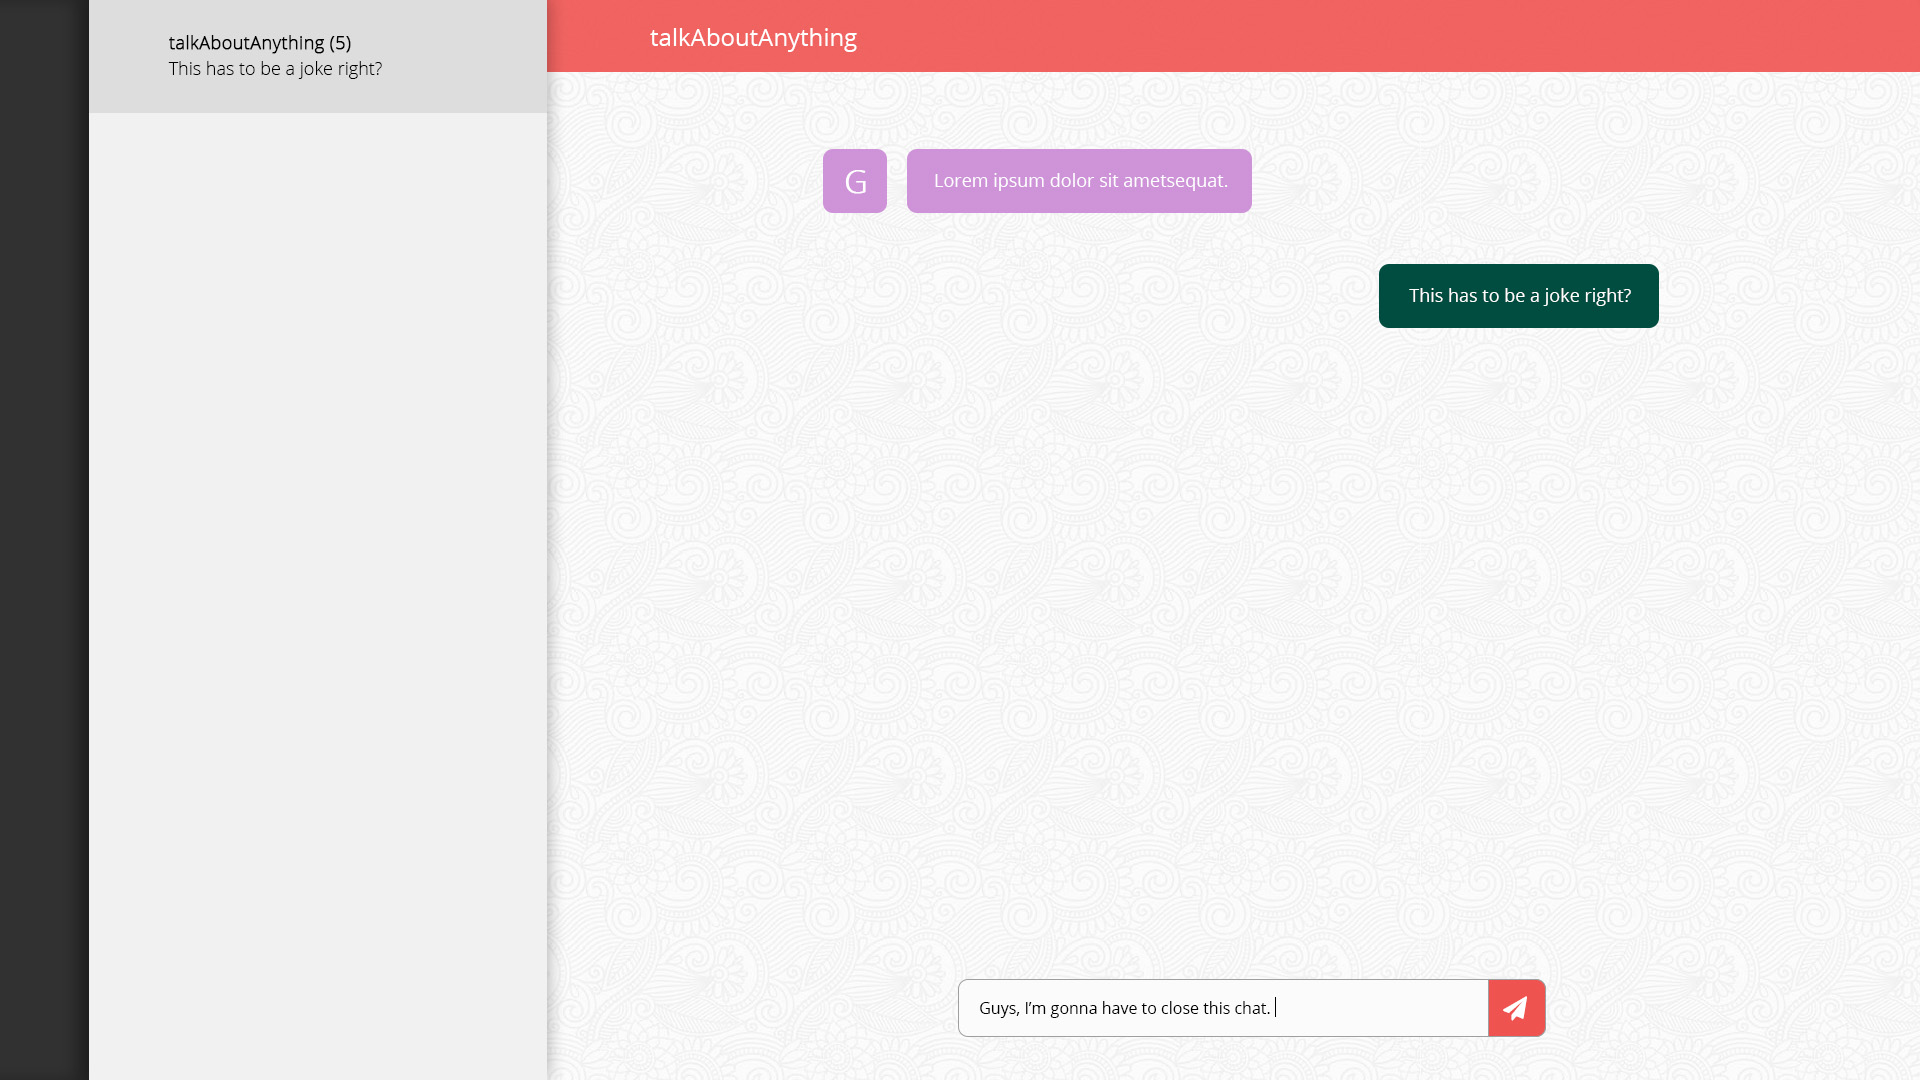 talkAboutAnything (5)
This has to be a joke right?
talkAboutAnything
G
Lorem ipsum dolor sit ametsequat.
This has to be a joke right?
Guys, I’m gonna have to close this chat.